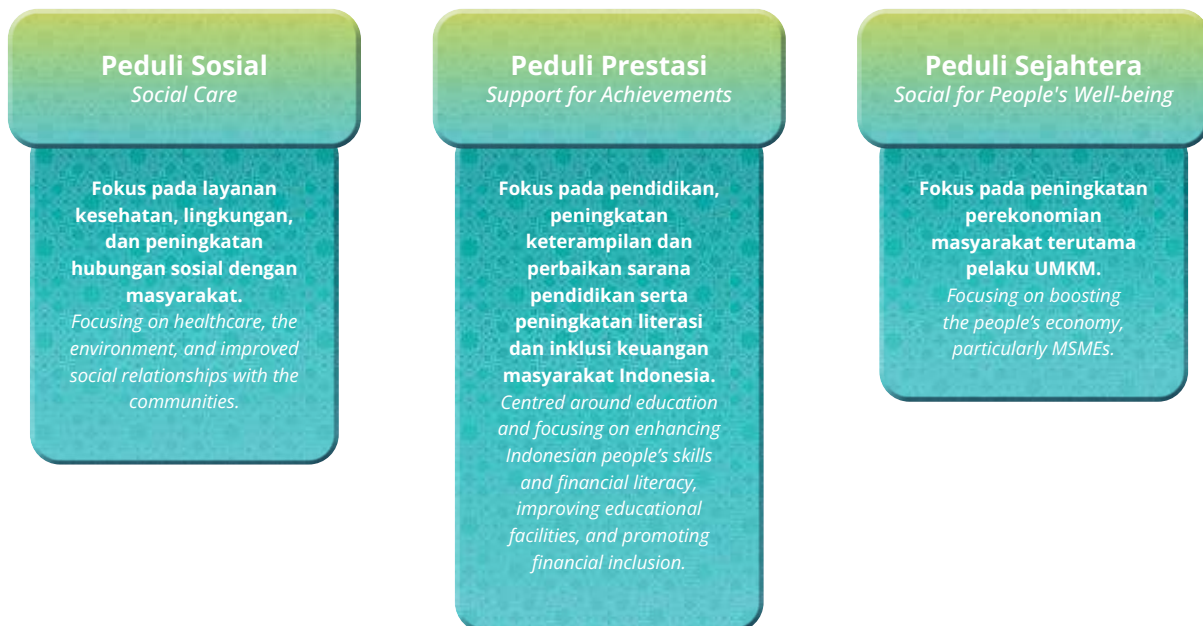 Peduli Sosial
Social Care
Fokus pada layanan
kesehatan, lingkungan,
dan peningkatan
hubungan sosial dengan
masyarakat.
Focusing on healthcare, the
environment, and improved
social relationships with the
communities.
Peduli Prestasi
Support for Achievements
Fokus pada pendidikan,
peningkatan
keterampilan dan
perbaikan sarana
pendidikan serta
peningkatan literasi
dan inklusi keuangan
masyarakat Indonesia.
Centred around education
and focusing on enhancing
Indonesian people’s skills
and financial literacy,
improving educational
facilities, and promoting
financial inclusion.
Peduli Sejahtera
Social for People's Well-being
Fokus pada peningkatan
perekonomian
masyarakat terutama
pelaku UMKM.
Focusing on boosting
the people’s economy,
particularly MSMEs.